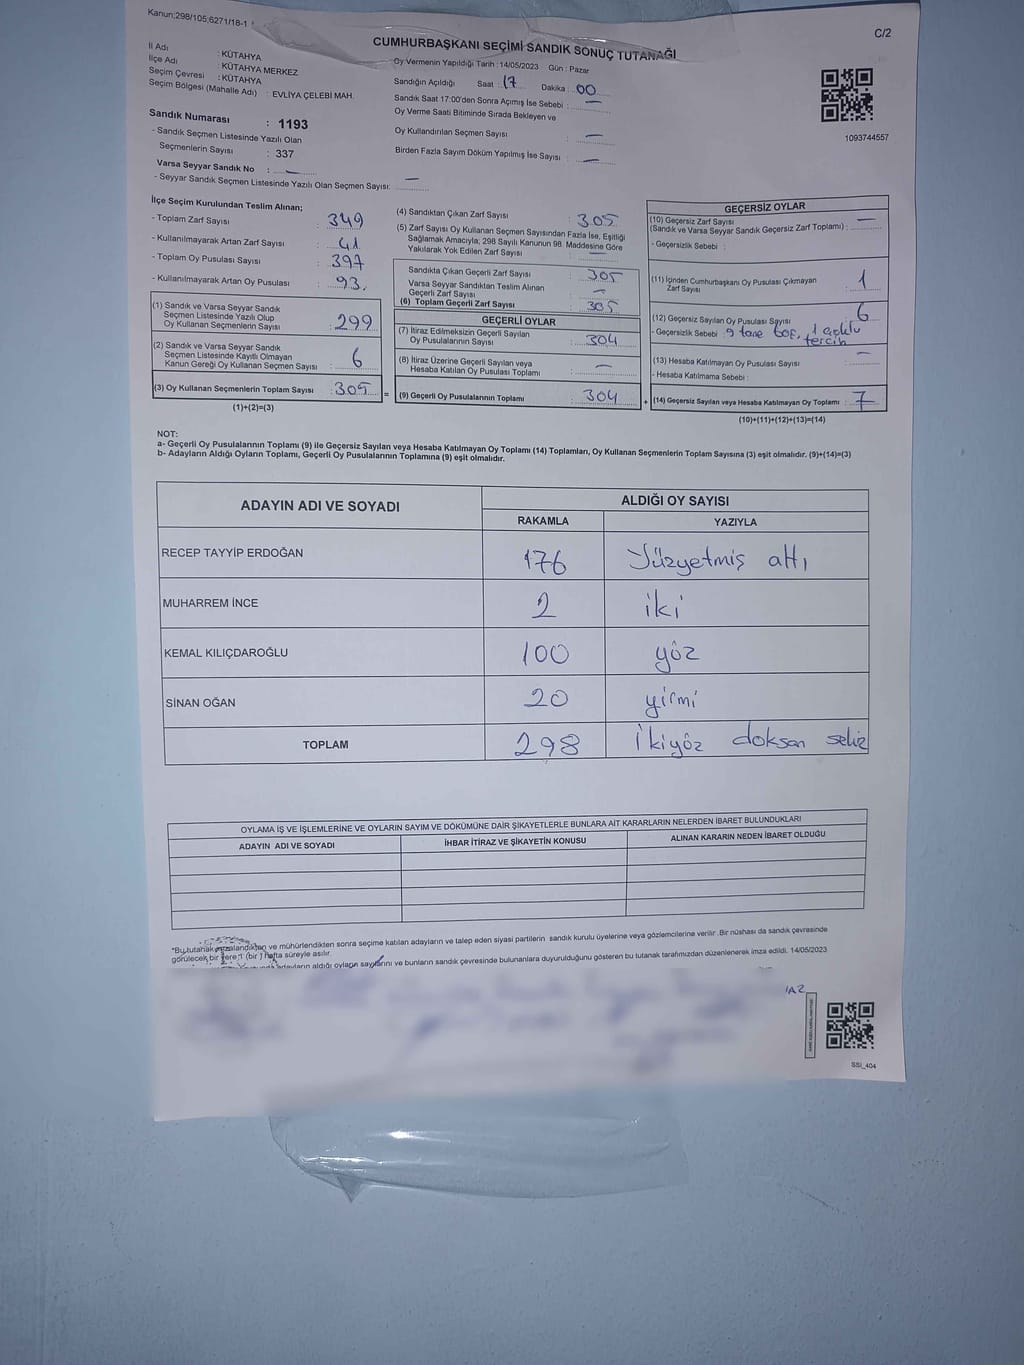 Kanun;298/105;6271/18-1
C/2
CUMHURBAŞKANI SEÇİMİ SANDIK SONUÇ TUTANAĞI
İl Adı : KÜTAHYA
İlçe Adı : KÜTAHYA MERKEZ
Seçim Çevresi : KÜTAHYA
Seçim Bölgesi (Mahalle Adı) : EVLİYA ÇELEBİ MAH.
Sandık Numarası : 1193
- Sandık Seçmen Listesinde Yazılı Olan
Seçmenlerin Sayısı : 337
Varsa Seyyar Sandık No : —
- Seyyar Sandık Seçmen Listesinde Yazılı Olan Seçmen Sayısı: —
Oy Vermenin Yapıldığı Tarih : 14/05/2023 Gün : Pazar
Sandığın Açıldığı Saat : 17 Dakika : 00
Sandık Saat 17:00'den Sonra Açılmış İse Sebebi : —
Oy Verme Saati Bitiminde Sırada Bekleyen ve
Oy Kullandırılan Seçmen Sayısı : —
Birden Fazla Sayım Döküm Yapılmış İse Sayısı : —
1093744557
İlçe Seçim Kurulundan Teslim Alınan;
- Toplam Zarf Sayısı : 349
- Kullanılmayarak Artan Zarf Sayısı : 41
- Toplam Oy Pusulası Sayısı : 397
- Kullanılmayarak Artan Oy Pusulası : 93.
(1) Sandık ve Varsa Seyyar Sandık
Seçmen Listesinde Yazılı Olup
Oy Kullanan Seçmenlerin Sayısı : 299
(2) Sandık ve Varsa Seyyar Sandık
Seçmen Listesinde Kayıtlı Olmayan
Kanun Gereği Oy Kullanan Seçmen Sayısı : 6
(3) Oy Kullanan Seçmenlerin Toplam Sayısı : 305
(1)+(2)=(3)
=
(4) Sandıktan Çıkan Zarf Sayısı : 305
(5) Zarf Sayısı Oy Kullanan Seçmen Sayısından Fazla İse, Eşitliği
Sağlamak Amacıyla; 298 Sayılı Kanunun 98. Maddesine Göre
Yakılarak Yok Edilen Zarf Sayısı : —
Sandıkta Çıkan Geçerli Zarf Sayısı : 305
Varsa Seyyar Sandıktan Teslim Alınan
Geçerli Zarf Sayısı : —
(6) Toplam Geçerli Zarf Sayısı : 305
GEÇERLİ OYLAR
(7) İtiraz Edilmeksizin Geçerli Sayılan
Oy Pusulalarının Sayısı : 304
(8) İtiraz Üzerine Geçerli Sayılan veya
Hesaba Katılan Oy Pusulası Toplamı : —
(9) Geçerli Oy Pusulalarının Toplamı : 304
+
GEÇERSİZ OYLAR
(10) Geçersiz Zarf Sayısı
(Sandık ve Varsa Seyyar Sandık Geçersiz Zarf Toplamı) : —
- Geçersizlik Sebebi :
(11) İçinden Cumhurbaşkanı Oy Pusulası Çıkmayan
Zarf Sayısı : 1
(12) Geçersiz Sayılan Oy Pusulası Sayısı : 6
- Geçersizlik Sebebi : 9 tane boş, 1 çoklu
tercih
(13) Hesaba Katılmayan Oy Pusulası Sayısı : —
- Hesaba Katılmama Sebebi :
(14) Geçersiz Sayılan veya Hesaba Katılmayan Oy Toplamı : 7
(10)+(11)+(12)+(13)=(14)
NOT:
a- Geçerli Oy Pusulalarının Toplamı (9) ile Geçersiz Sayılan veya Hesaba Katılmayan Oy Toplamı (14) Toplamları, Oy Kullanan Seçmenlerin Toplam Sayısına (3) eşit olmalıdır. (9)+(14)=(3)
b- Adayların Aldığı Oyların Toplamı, Geçerli Oy Pusulalarının Toplamına (9) eşit olmalıdır.
ADAYIN ADI VE SOYADI
ALDIĞI OY SAYISI
RAKAMLA YAZIYLA
RECEP TAYYİP ERDOĞAN 176 Yüzyetmiş altı
MUHARREM İNCE 2 iki
KEMAL KILIÇDAROĞLU 100 yöz
SİNAN OĞAN 20 yirmi
TOPLAM 298 İkiyöz doksan sekiz
OYLAMA İŞ VE İŞLEMLERİNE VE OYLARIN SAYIM VE DÖKÜMÜNE DAİR ŞİKAYETLERLE BUNLARA AİT KARARLARIN NELERDEN İBARET BULUNDUKLARI
ADAYIN ADI VE SOYADI İHBAR İTİRAZ VE ŞİKAYETİN KONUSU ALINAN KARARIN NEDEN İBARET OLDUĞU
*Bu tutanak imzalandıktan ve mühürlendikten sonra seçime katılan adayların ve talep eden siyasi partilerin sandık kurulu üyelerine veya gözlemcilerine verilir .Bir nüshası da sandık çevresinde
görülecek bir yere 1 (bir ) hafta süreyle asılır.
adayların aldığı oyların sayılarını ve bunların sandık çevresinde bulunanlara duyurulduğunu gösteren bu tutanak tarafımızdan düzenlenerek imza edildi. 14/05/2023
1A2
SSI_404